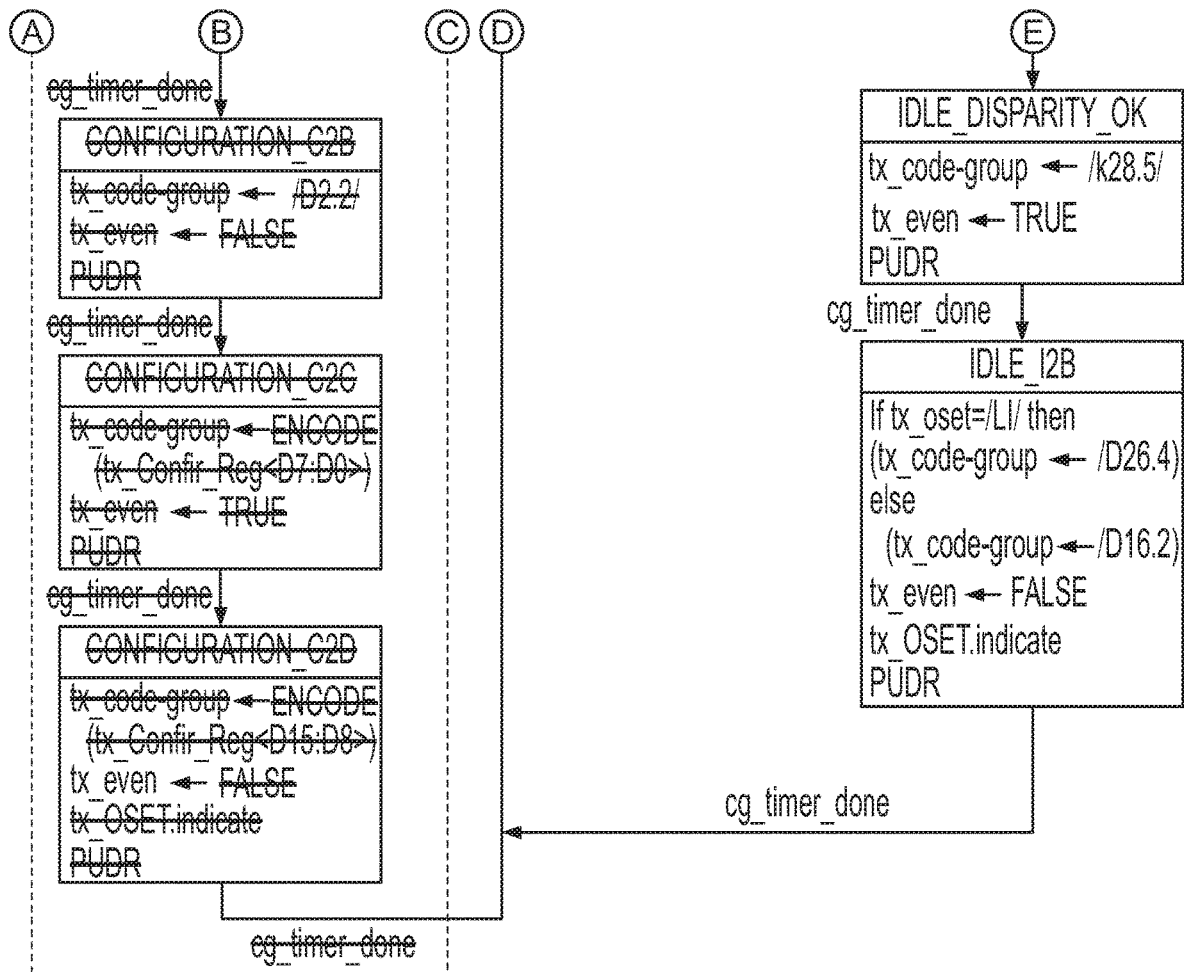 A
B
C
D
E
cg_timer_done
CONFIGURATION_C2B
tx_code-group ← /D2.2/
tx_even ← FALSE
PUDR
cg_timer_done
CONFIGURATION_C2C
tx_code-group ← ENCODE
(tx_Confir_Reg<D7:D0>)
tx_even ← TRUE
PUDR
cg_timer_done
CONFIGURATION_C2D
tx_code-group ← ENCODE
(tx_Confir_Reg<D15:D8>)
tx_even ← FALSE
tx_OSET.indicate
PUDR
cg_timer_done
IDLE_DISPARITY_OK
tx_code-group ← /k28.5/
tx_even ← TRUE
PUDR
cg_timer_done
IDLE_I2B
If tx_oset=/LI/ then
(tx_code-group ← /D26.4)
else
(tx_code-group ← /D16.2)
tx_even ← FALSE
tx_OSET.indicate
PUDR
cg_timer_done